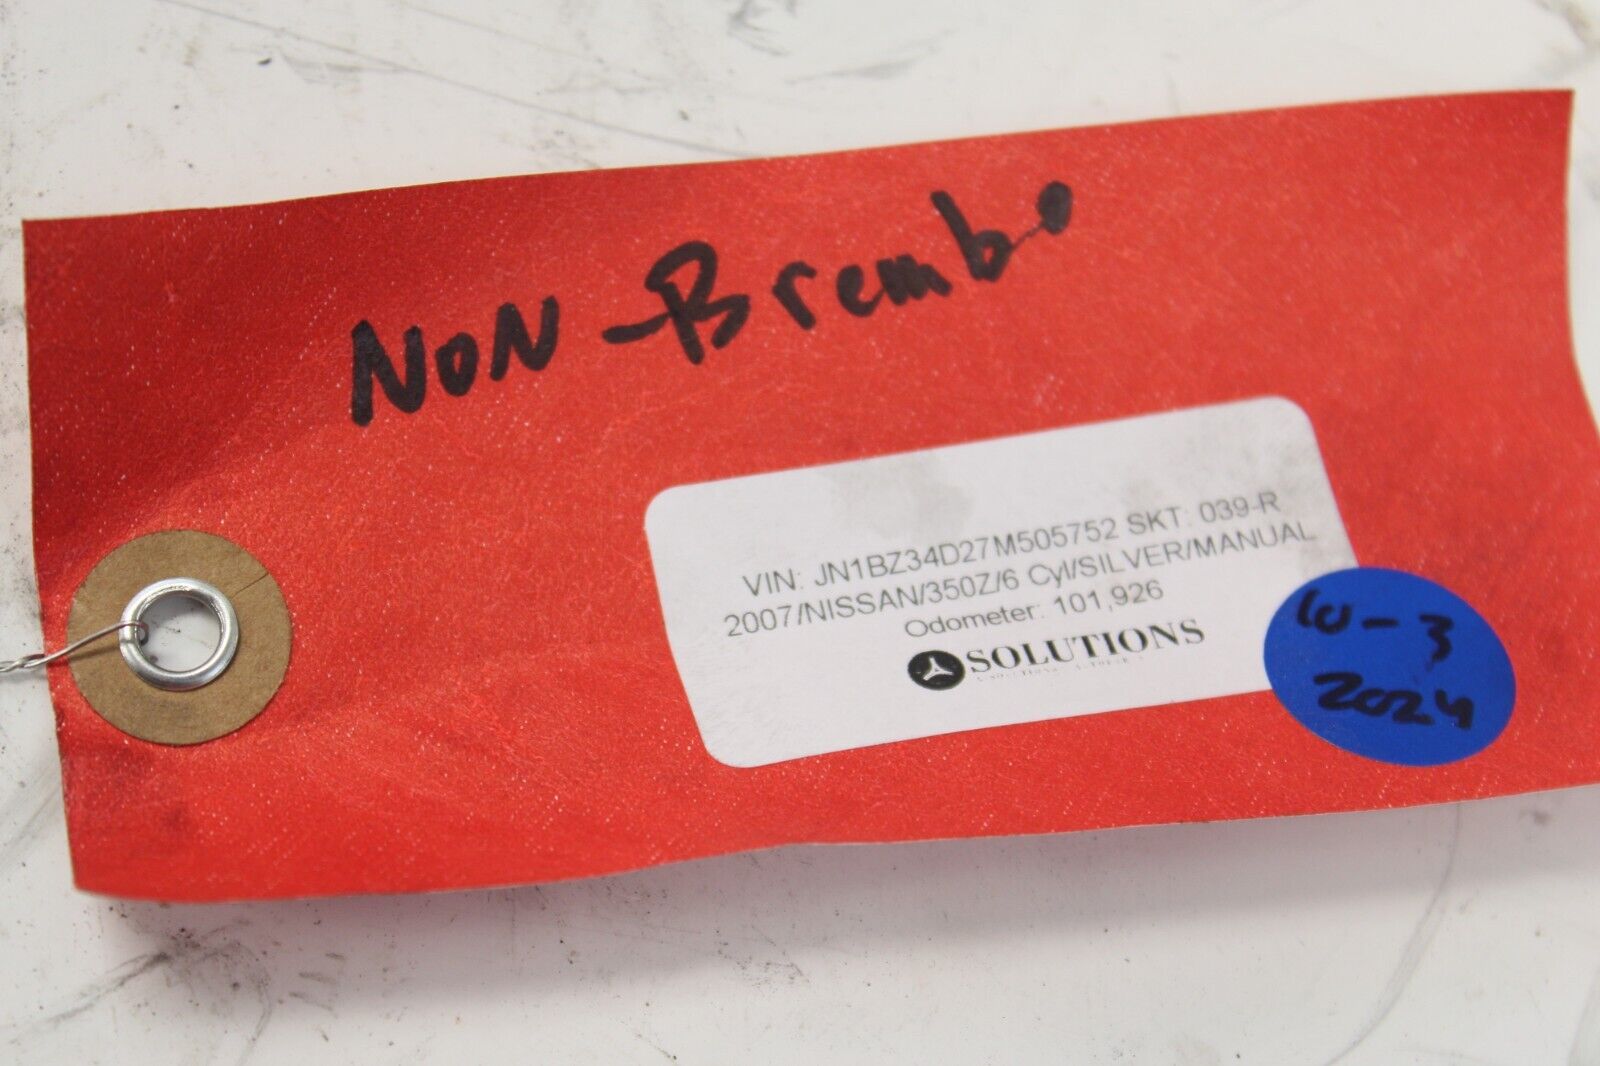 NON-Brembo
VIN: JN1BZ34D27M505752 SKT: 039-R
2007/NISSAN/350Z/6 Cyl/SILVER/MANUAL
Odometer: 101,926
SOLUTIONS
10-3
2024